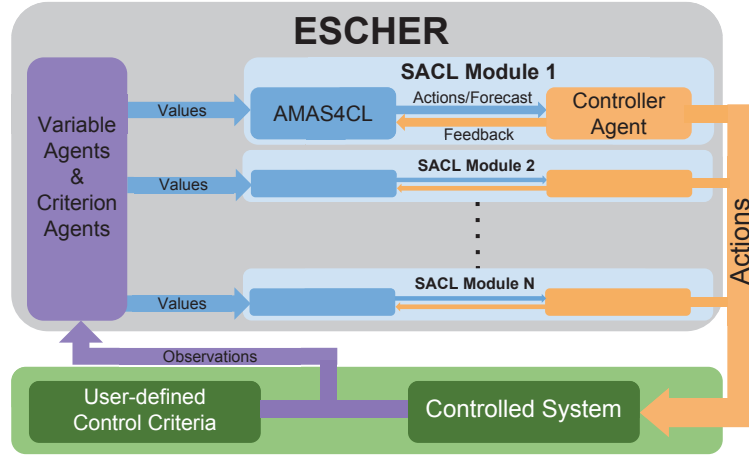 ESCHER
SACL Module 1
Variable
Agents
&
Criterion
Agents
Values
AMAS4CL
Actions/Forecast
Feedback
Controller
Agent
SACL Module 2
Values
SACL Module N
Values
Actions
Observations
User-defined
Control Criteria
Controlled System